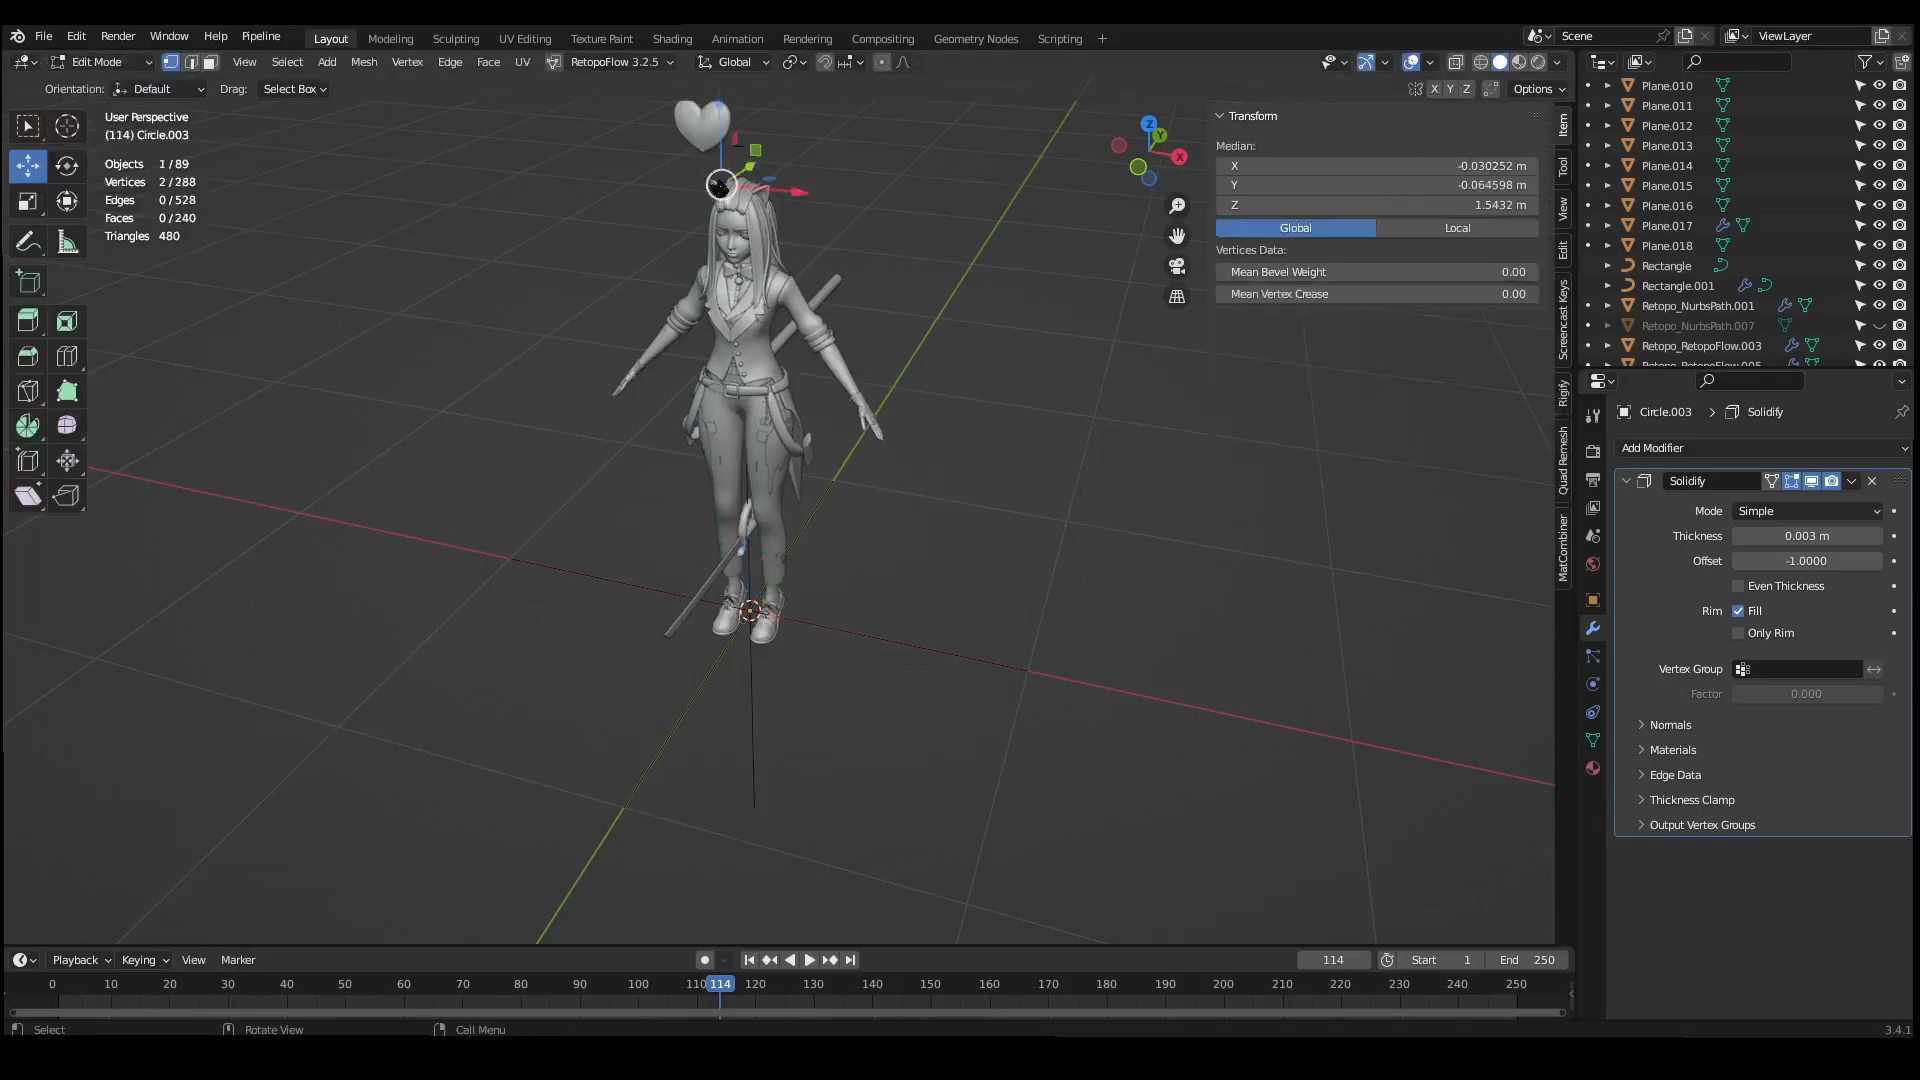 File Edit Render Window Help Pipeline Layout Modeling Sculpting UV Editing Texture Paint Shading Animation Rendering Compositing Geometry Nodes Scripting + Scene ViewLayer
Edit Mode View Select Add Mesh Vertex Edge Face UV RetopoFlow 3.2.5 Global
Orientation: Default Drag: Select Box X Y Z Options
User Perspective
(114) Circle.003
Objects 1 / 89
Vertices 2 / 288
Edges 0 / 528
Faces 0 / 240
Triangles 480
Z
Y
X
Transform
Median:
X -0.030252 m
Y -0.064598 m
Z 1.5432 m
Global Local
Vertices Data:
Mean Bevel Weight 0.00
Mean Vertex Crease 0.00
Item
Tool
View
Edit
Screencast Keys
Rigify
Quad Remesh
MatCombiner
Plane.010
Plane.011
Plane.012
Plane.013
Plane.014
Plane.015
Plane.016
Plane.017
Plane.018
Rectangle
Rectangle.001
Retopo_NurbsPath.001
Retopo_NurbsPath.007
Retopo_RetopoFlow.003
Retopo_RetopoFlow.005
Circle.003 > Solidify
Add Modifier
Solidify
Mode Simple
Thickness 0.003 m
Offset -1.0000
Even Thickness
Rim Fill
Only Rim
Vertex Group
Factor 0.000
Normals
Materials
Edge Data
Thickness Clamp
Output Vertex Groups
Playback Keying View Marker 114 Start 1 End 250
0 10 20 30 40 50 60 70 80 90 100 110 114 120 130 140 150 160 170 180 190 200 210 220 230 240 250
Select Rotate View Call Menu 3.4.1